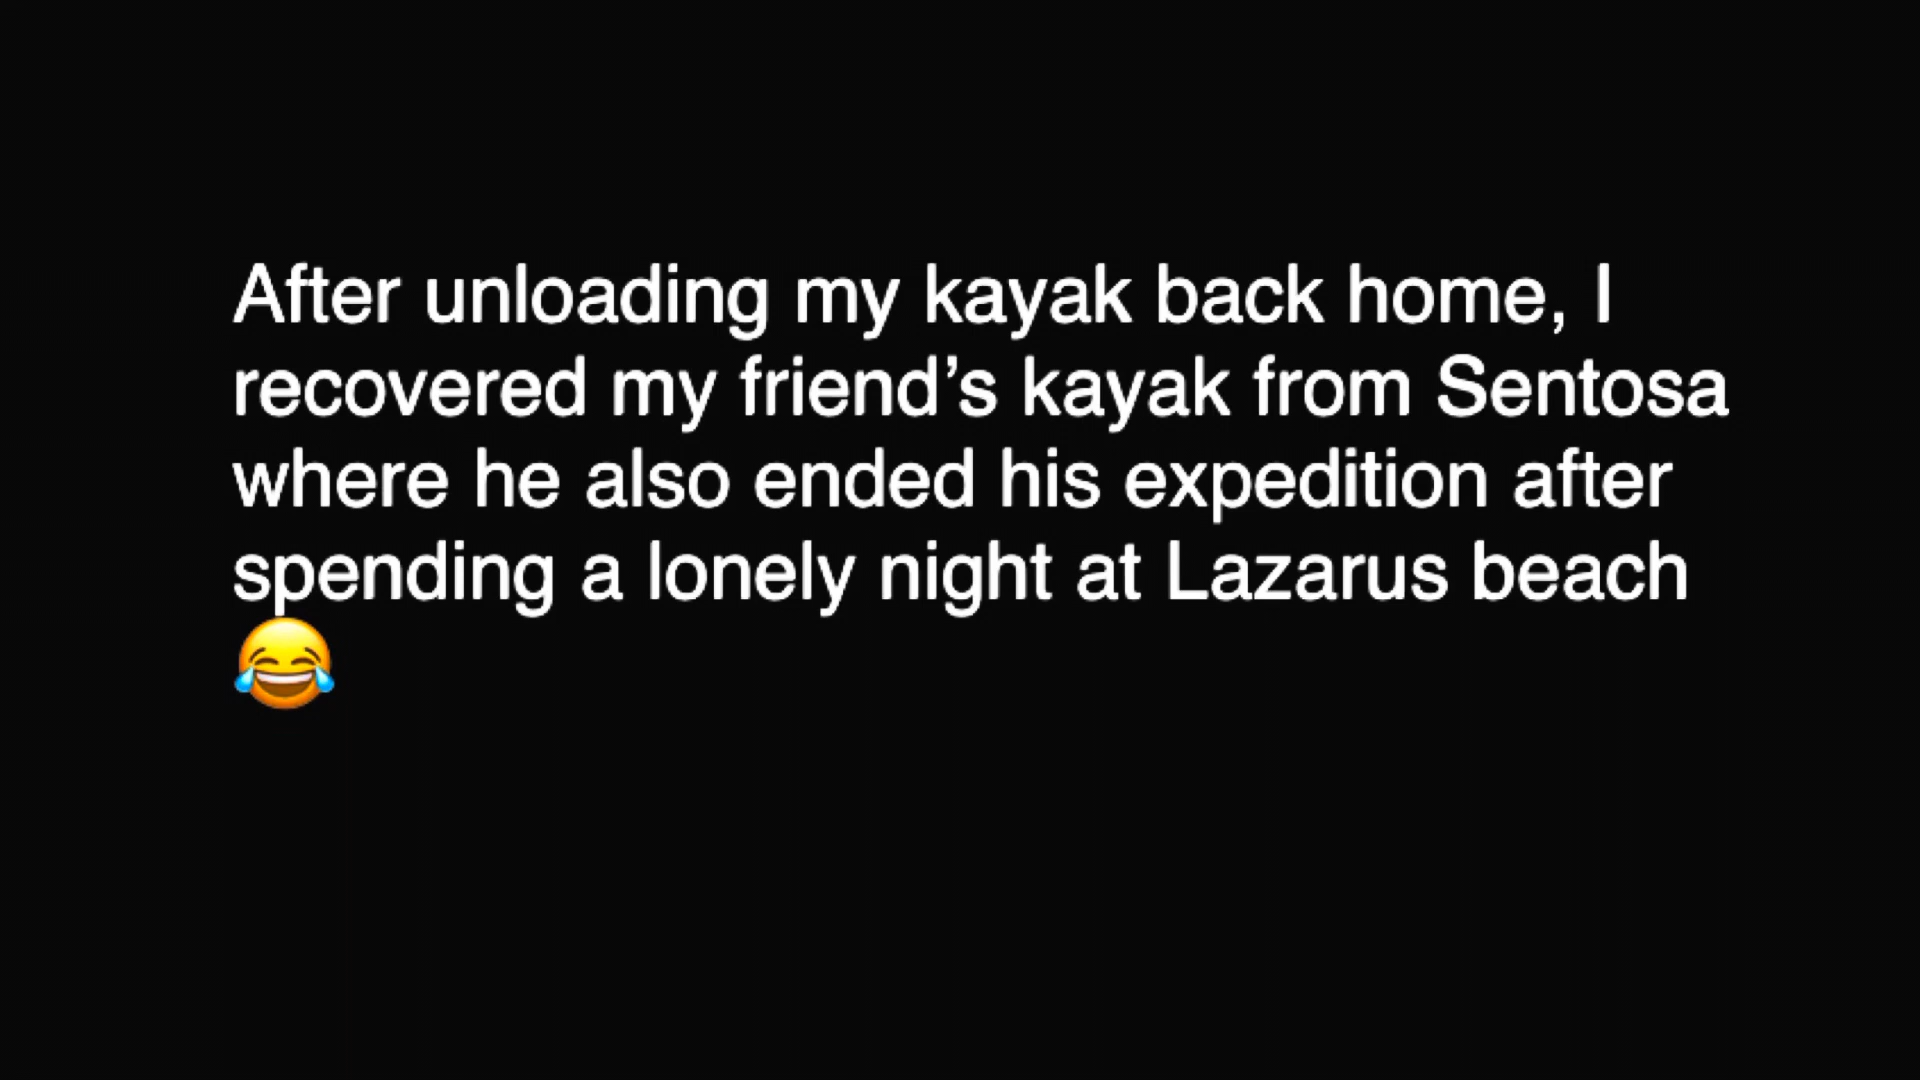 After unloading my kayak back home, I
recovered my friend’s kayak from Sentosa
where he also ended his expedition after
spending a lonely night at Lazarus beach
😂